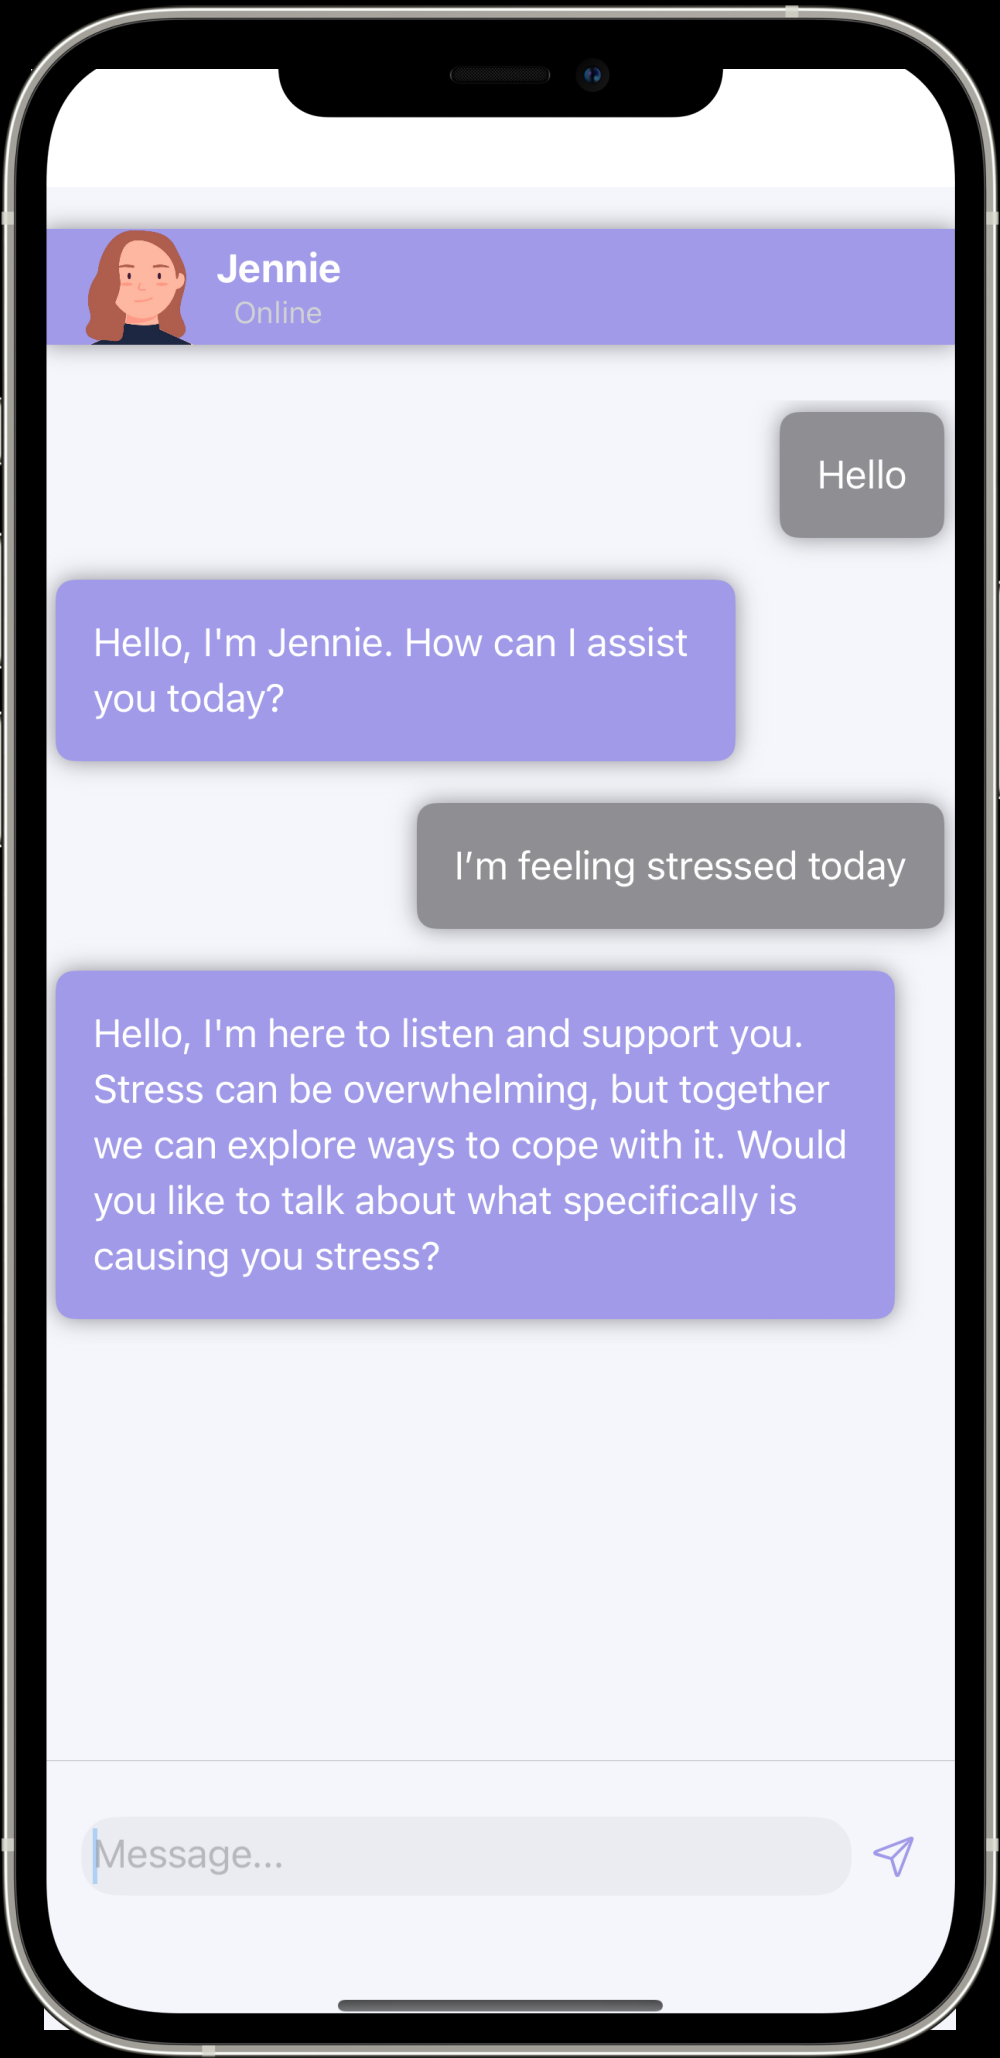 Jennie
Online
Hello
Hello, I'm Jennie. How can I assist
you today?
I’m feeling stressed today
Hello, I'm here to listen and support you.
Stress can be overwhelming, but together
we can explore ways to cope with it. Would
you like to talk about what specifically is
causing you stress?
Message...